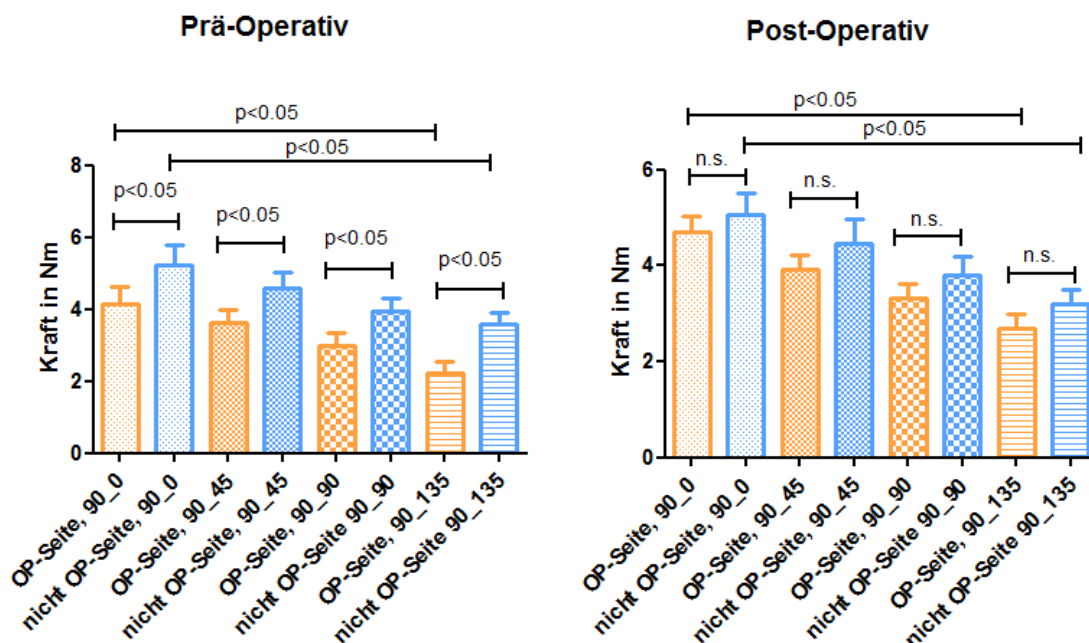 Prä-Operativ
p<0.05
p<0.05
p<0.05
p<0.05
p<0.05
p<0.05
8
6
4
2
0
Kraft in Nm
OP-Seite, 90_0
nicht OP-Seite, 90_0
OP-Seite, 90_45
nicht OP-Seite, 90_45
OP-Seite, 90_90
nicht OP-Seite 90_90
OP-Seite, 90_135
nicht OP-Seite 90_135
Post-Operativ
p<0.05
p<0.05
n.s.
n.s.
n.s.
n.s.
6
4
2
0
Kraft in Nm
OP-Seite, 90_0
nicht OP-Seite, 90_0
OP-Seite, 90_45
nicht OP-Seite, 90_45
OP-Seite, 90_90
nicht OP-Seite 90_90
OP-Seite, 90_135
nicht OP-Seite 90_135